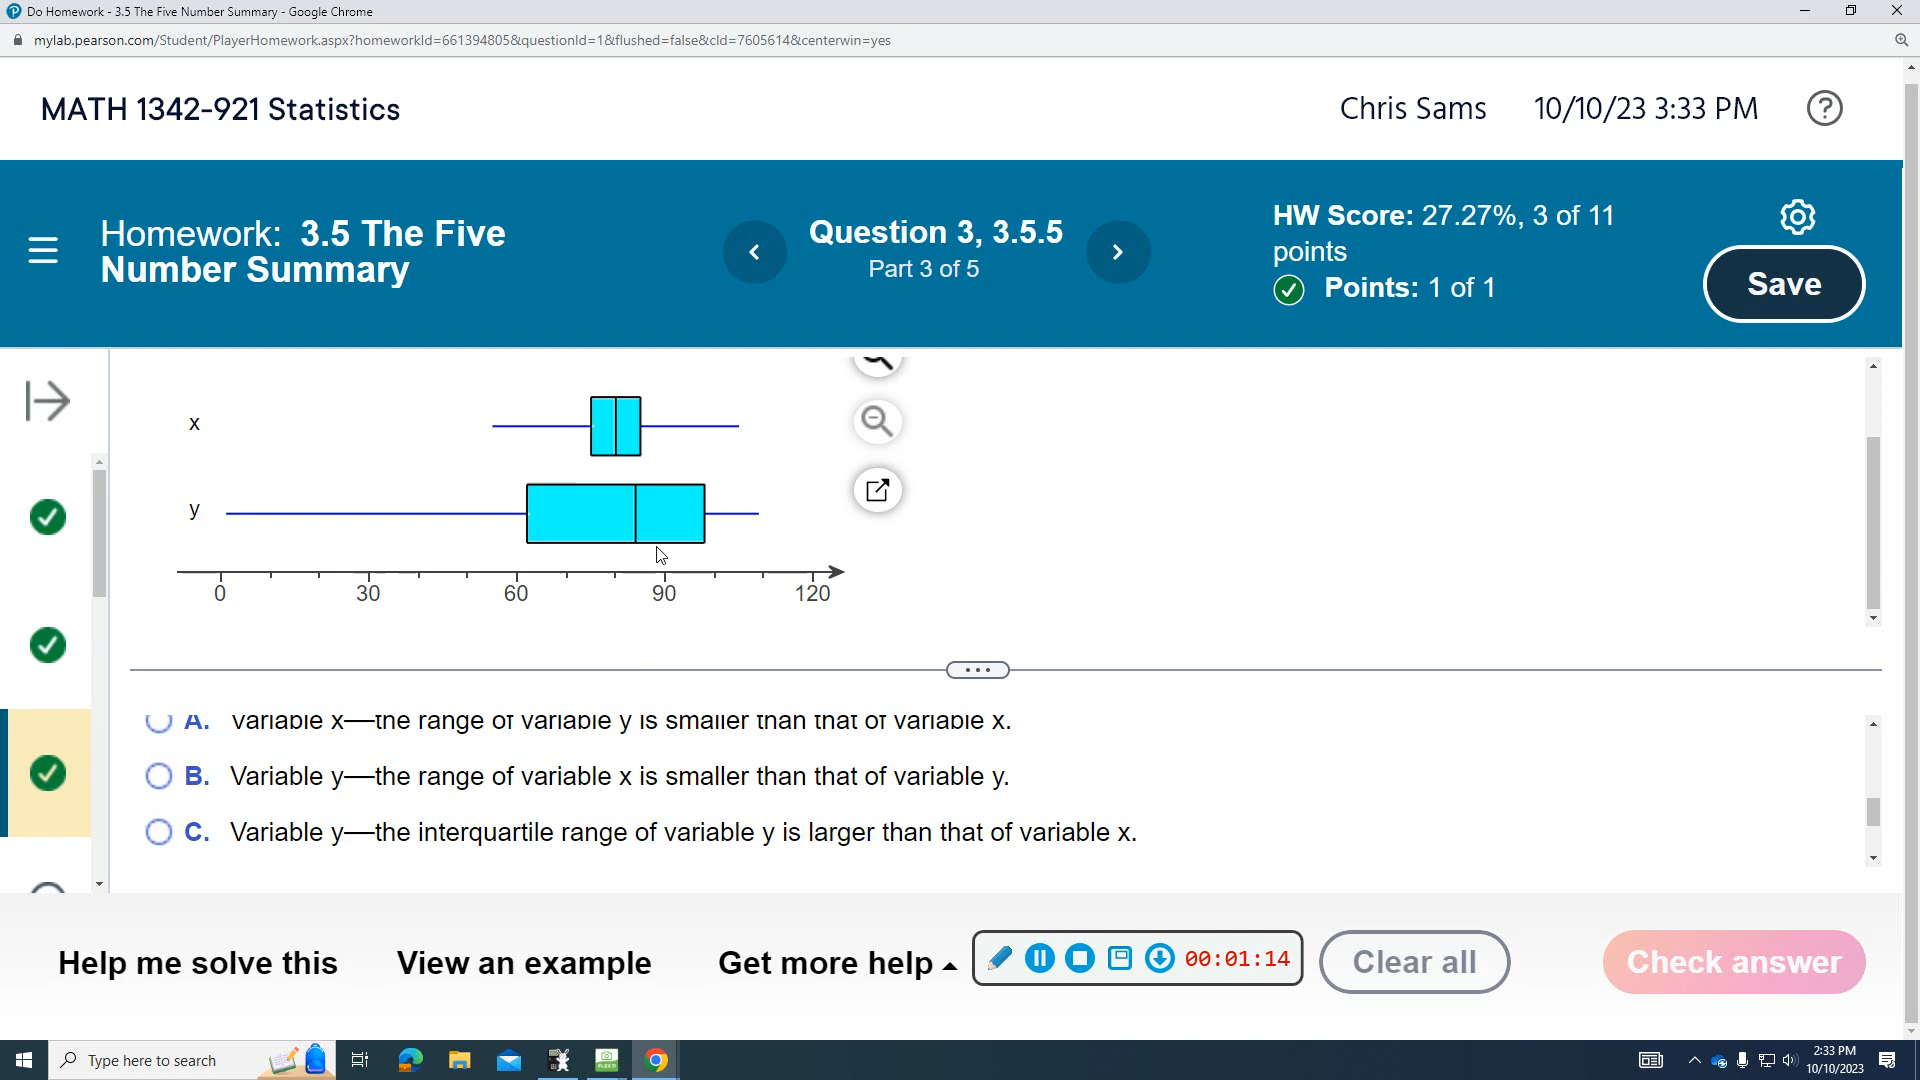 Do Homework - 3.5 The Five Number Summary - Google Chrome
mylab.pearson.com/Student/PlayerHomework.aspx?homeworkId=661394805&questionId=1&flushed=false&cId=7605614&centerwin=yes
MATH 1342-921 Statistics
Chris Sams
10/10/23 3:33 PM
?
Homework: 3.5 The Five
Number Summary
Question 3, 3.5.5
Part 3 of 5
HW Score: 27.27%, 3 of 11
points
Points: 1 of 1
Save
x
y
0 30 60 90 120
A. Variable x—the range of variable y is smaller than that of variable x.
B. Variable y—the range of variable x is smaller than that of variable y.
C. Variable y—the interquartile range of variable y is larger than that of variable x.
Help me solve this
View an example
Get more help
00:01:14
Clear all
Check answer
Type here to search
2:33 PM
10/10/2023